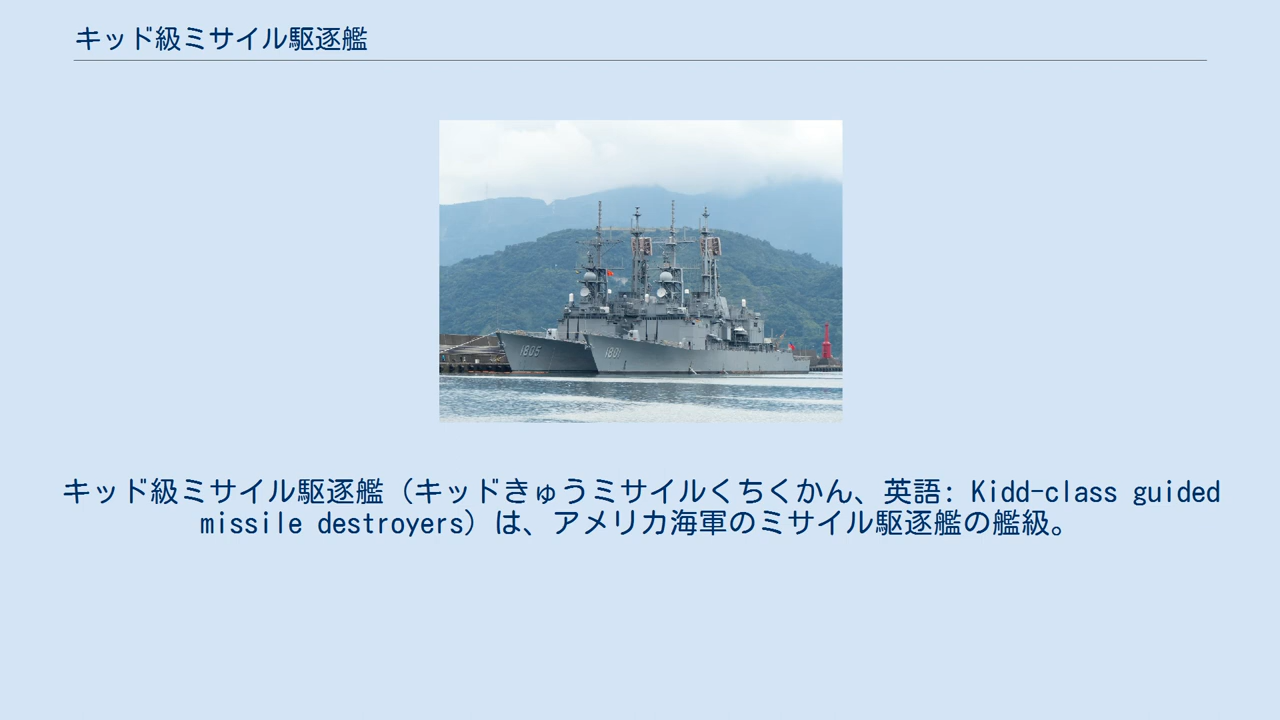 キッド級ミサイル駆逐艦
1805
1801
キッド級ミサイル駆逐艦（キッドきゅうミサイルくちくかん、英語: Kidd-class guided
missile destroyers）は、アメリカ海軍のミサイル駆逐艦の艦級。